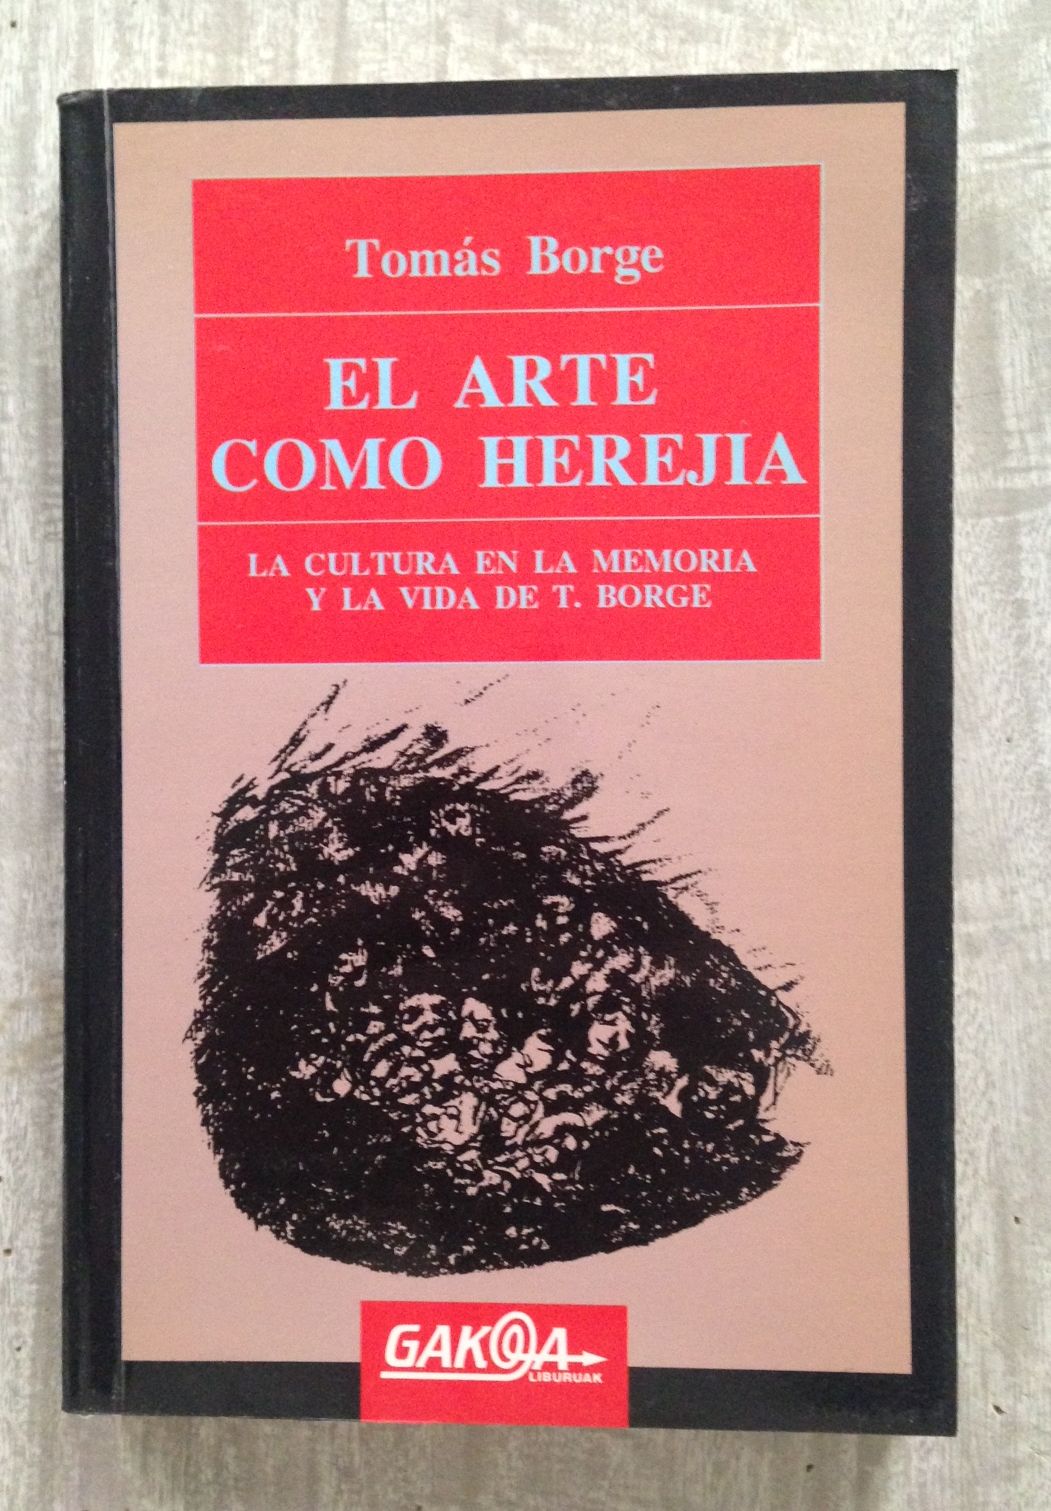 Tomás Borge
EL ARTE
COMO HEREJIA
LA CULTURA EN LA MEMORIA
Y LA VIDA DE T. BORGE
GAKOA
LIBURUAK